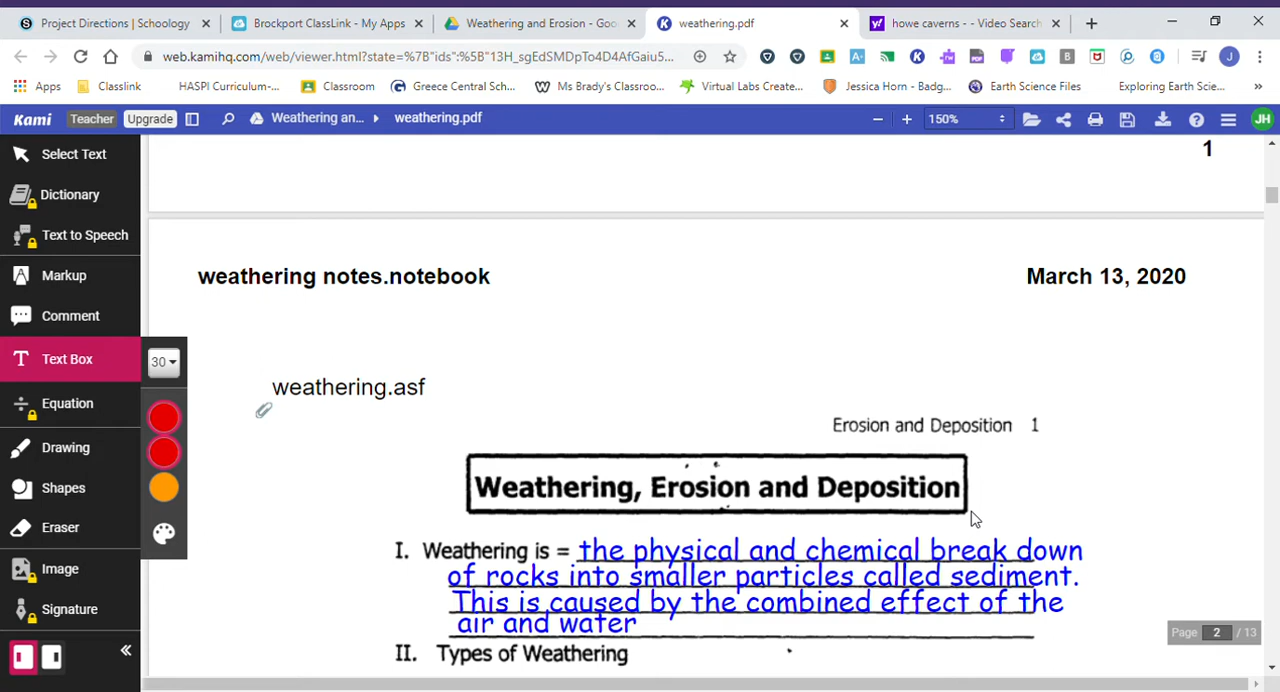 Project Directions | Schoology
Brockport ClassLink - My Apps
Weathering and Erosion - Goo
weathering.pdf
howe caverns - - Video Search
web.kamihq.com/web/viewer.html?state=%7B"ids":%5B"13H_sgEdSMDpTo4D4AfGaiu5...
Apps
Classlink
HASPI Curriculum-...
Classroom
Greece Central Sch...
Ms Brady's Classroo...
Virtual Labs Create...
Jessica Horn - Badg...
Earth Science Files
Exploring Earth Scie...
»
Kami
Teacher
Upgrade
Weathering an...
weathering.pdf
150%
JH
Select Text
Dictionary
Text to Speech
Markup
Comment
Text Box
30
Equation
Drawing
Shapes
Eraser
Image
Signature
1
weathering notes.notebook
March 13, 2020
weathering.asf
Erosion and Deposition 1
Weathering, Erosion and Deposition
I. Weathering is = the physical and chemical break down
of rocks into smaller particles called sediment.
This is caused by the combined effect of the
air and water
II. Types of Weathering
Page 2 / 13